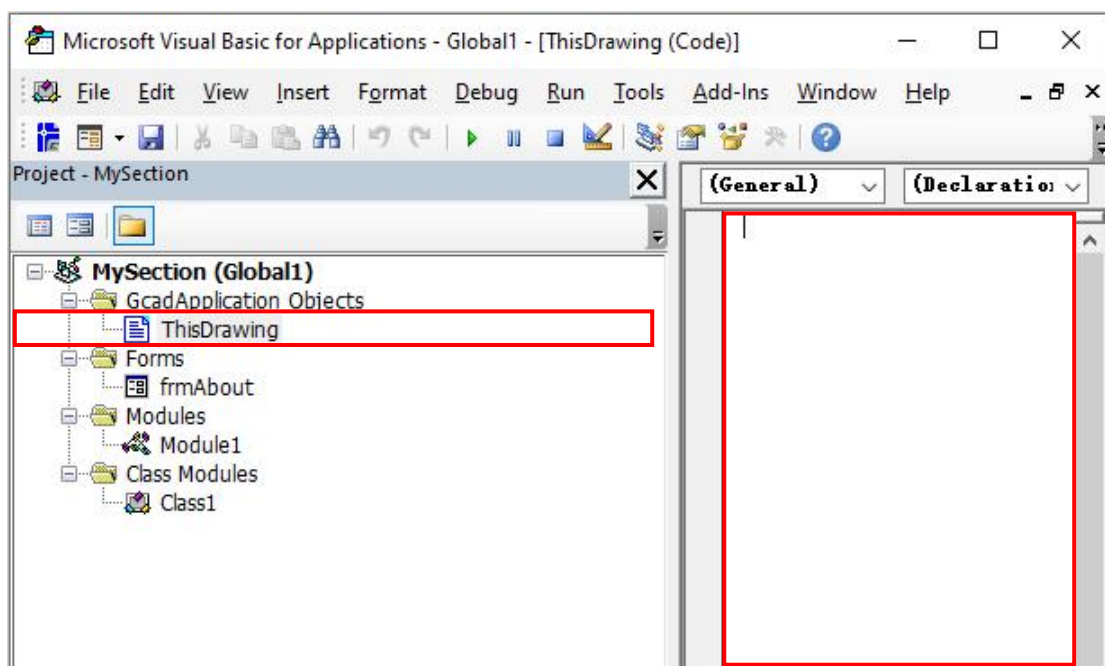 Microsoft Visual Basic for Applications - Global1 - [ThisDrawing (Code)]
File Edit View Insert Format Debug Run Tools Add-Ins Window Help
Project - MySection
(General) (Declaratio
MySection (Global1)
GcadApplication Objects
ThisDrawing
Forms
frmAbout
Modules
Module1
Class Modules
Class1